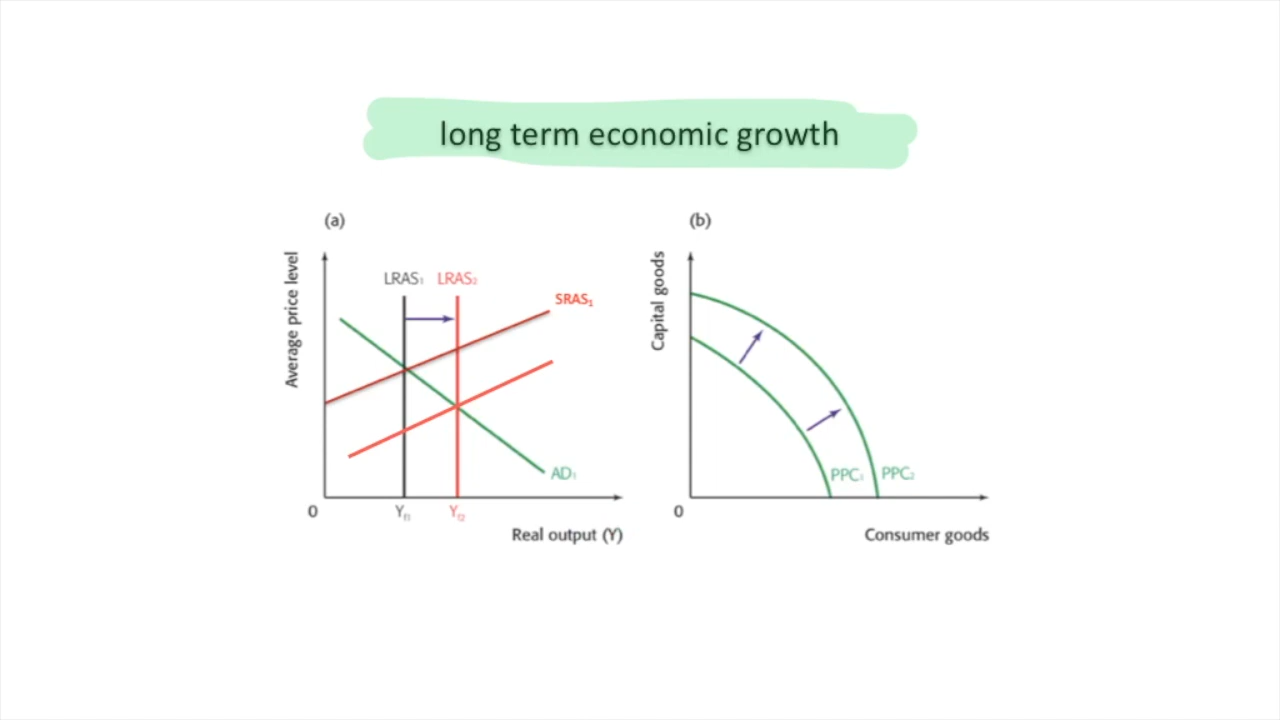 long term economic growth
(a)
Average price level
LRAS₁
LRAS₂
SRAS₁
AD₁
0
Yf1
Yf2
Real output (Y)
(b)
Capital goods
PPC₁
PPC₂
0
Consumer goods